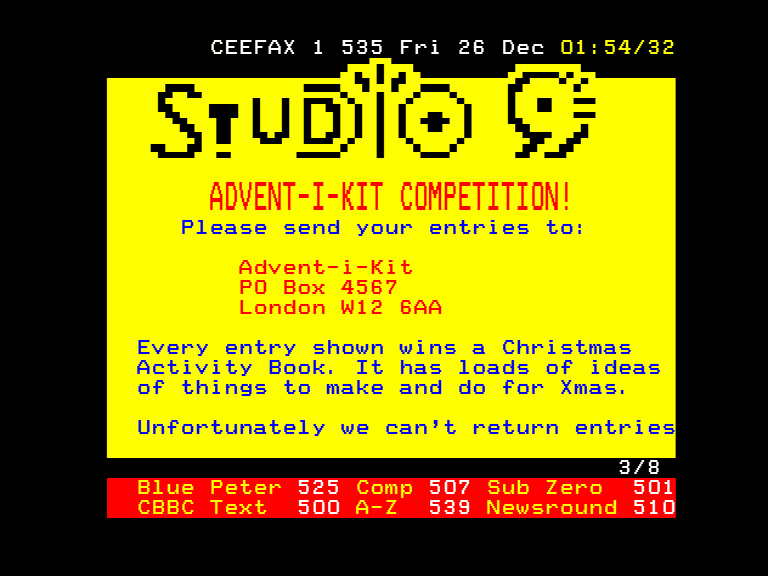 CEEFAX 1 535 Fri 26 Dec 01:54/32
STUDIO 9
ADVENT-I-KIT COMPETITION!
Please send your entries to:
Advent-i-Kit
PO Box 4567
London W12 6AA
Every entry shown wins a Christmas
Activity Book. It has loads of ideas
of things to make and do for Xmas.
Unfortunately we can't return entries
3/8
Blue Peter 525 Comp 507 Sub Zero 501
CBBC Text 500 A-Z 539 Newsround 510